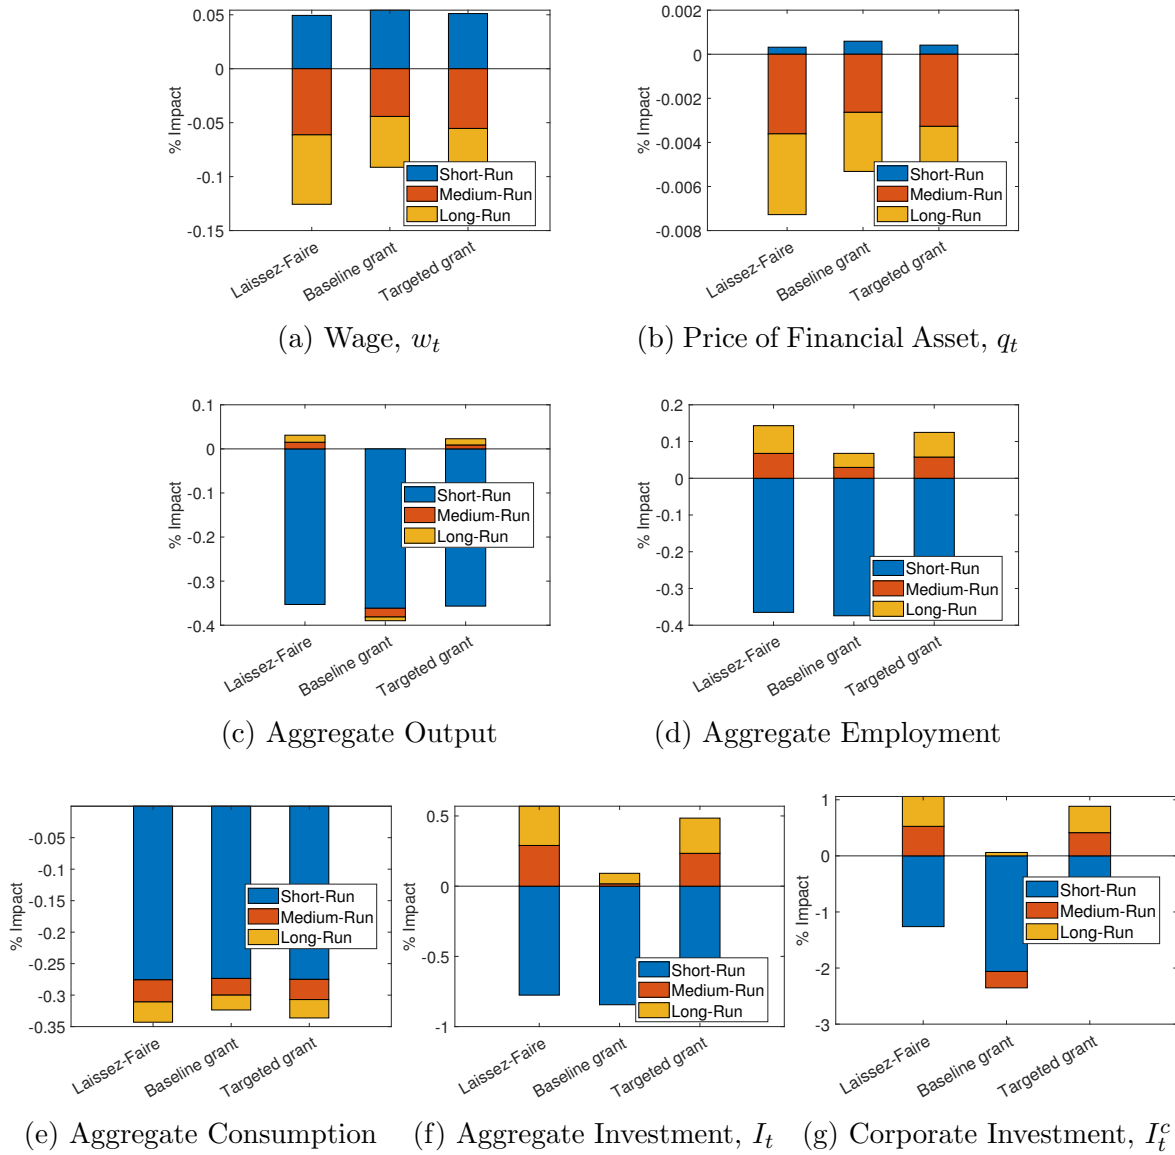 0.05
0
-0.05
-0.1
-0.15
% Impact
Short-Run
Medium-Run
Long-Run
Laissez-Faire
Baseline grant
Targeted grant
(a) Wage, w_t
0.002
0
-0.002
-0.004
-0.006
-0.008
% Impact
Short-Run
Medium-Run
Long-Run
Laissez-Faire
Baseline grant
Targeted grant
(b) Price of Financial Asset, q_t
0.1
0
-0.1
-0.2
-0.3
-0.4
% Impact
Short-Run
Medium-Run
Long-Run
Laissez-Faire
Baseline grant
Targeted grant
(c) Aggregate Output
0.2
0.1
0
-0.1
-0.2
-0.3
-0.4
% Impact
Short-Run
Medium-Run
Long-Run
Laissez-Faire
Baseline grant
Targeted grant
(d) Aggregate Employment
-0.05
-0.1
-0.15
-0.2
-0.25
-0.3
-0.35
% Impact
Short-Run
Medium-Run
Long-Run
Laissez-Faire
Baseline grant
Targeted grant
(e) Aggregate Consumption
0.5
0
-0.5
-1
% Impact
Short-Run
Medium-Run
Long-Run
Laissez-Faire
Baseline grant
Targeted grant
(f) Aggregate Investment, I_t
1
0
-1
-2
-3
% Impact
Short-Run
Medium-Run
Long-Run
Laissez-Faire
Baseline grant
Targeted grant
(g) Corporate Investment, I_t^c